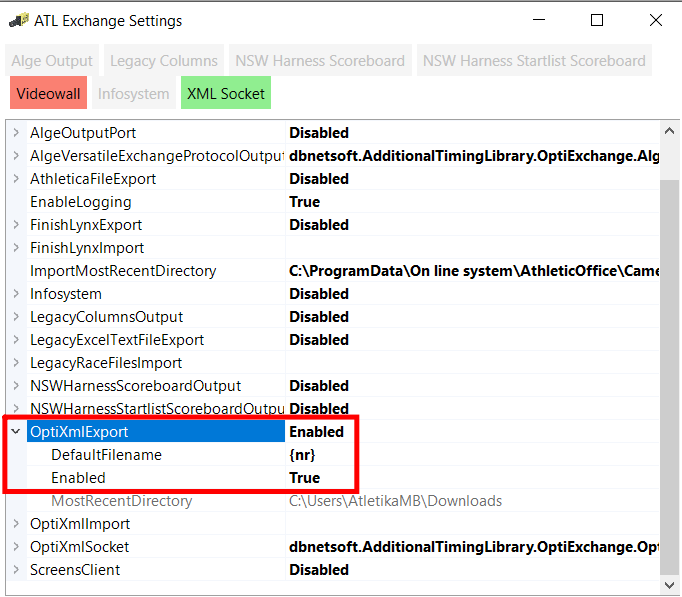 ATL Exchange Settings
Alge Output Legacy Columns NSW Harness Scoreboard NSW Harness Startlist Scoreboard
Videowall Infosystem XML Socket
AlgeOutputPort Disabled
AlgeVersatileExchangeProtocolOutput dbnetsoft.AdditionalTimingLibrary.OptiExchange.Alg
AthleticaFileExport Disabled
EnableLogging True
FinishLynxExport Disabled
FinishLynxImport
ImportMostRecentDirectory C:\ProgramData\On line system\AthleticOffice\Came
Infosystem Disabled
LegacyColumnsOutput Disabled
LegacyExcelTextFileExport Disabled
LegacyRaceFilesImport
NSWHarnessScoreboardOutput Disabled
NSWHarnessStartlistScoreboardOutpu Disabled
OptiXmlExport Enabled
DefaultFilename {nr}
Enabled True
MostRecentDirectory C:\Users\AtletikaMB\Downloads
OptiXmlImport
OptiXmlSocket dbnetsoft.AdditionalTimingLibrary.OptiExchange.Opt
ScreensClient Disabled